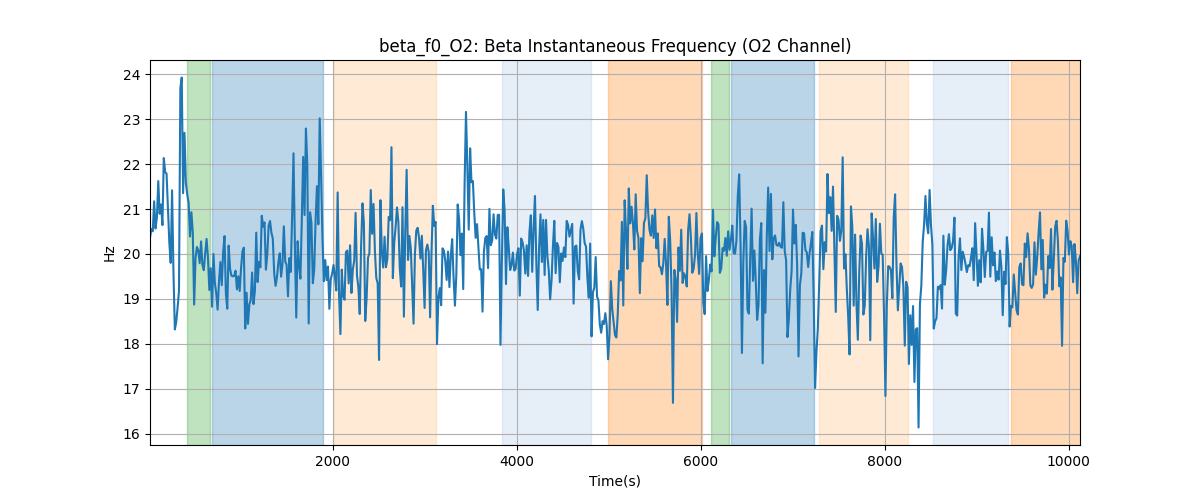 beta_f0_O2: Beta Instantaneous Frequency (O2 Channel)
24
23
22
21
20
19
18
17
16
Hz
2000 4000 6000 8000 10000
Time(s)